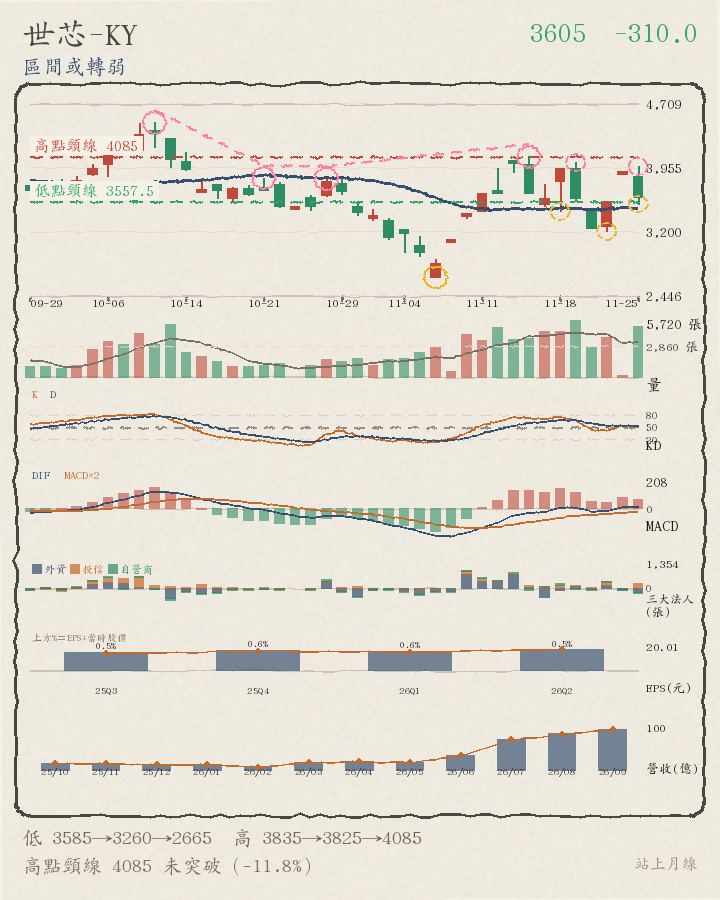 世芯-KY
3605 -310.0
區間或轉弱
4,709
高點頸線 4085
3,955
低點頸線 3557.5
3,200
2,446
09-29 10-06 10-14 10-21 10-29 11-04 11-11 11-18 11-25
5,720 張
2,860 張
量
K D
80
50
20
KD
DIF MACD×2
208
0
MACD
1,354
外資 投信 自營商
0
三大法人
(張)
上方%=EPS÷當時股價
0.5% 0.6% 0.6% 0.5%
20.01
25Q3 25Q4 26Q1 26Q2
EPS(元)
100
25/10 25/11 25/12 26/01 26/02 26/03 26/04 26/05 26/06 26/07 26/08 26/09
營收(億)
低 3585→3260→2665 高 3835→3825→4085
高點頸線 4085 未突破 (-11.8%)
站上月線